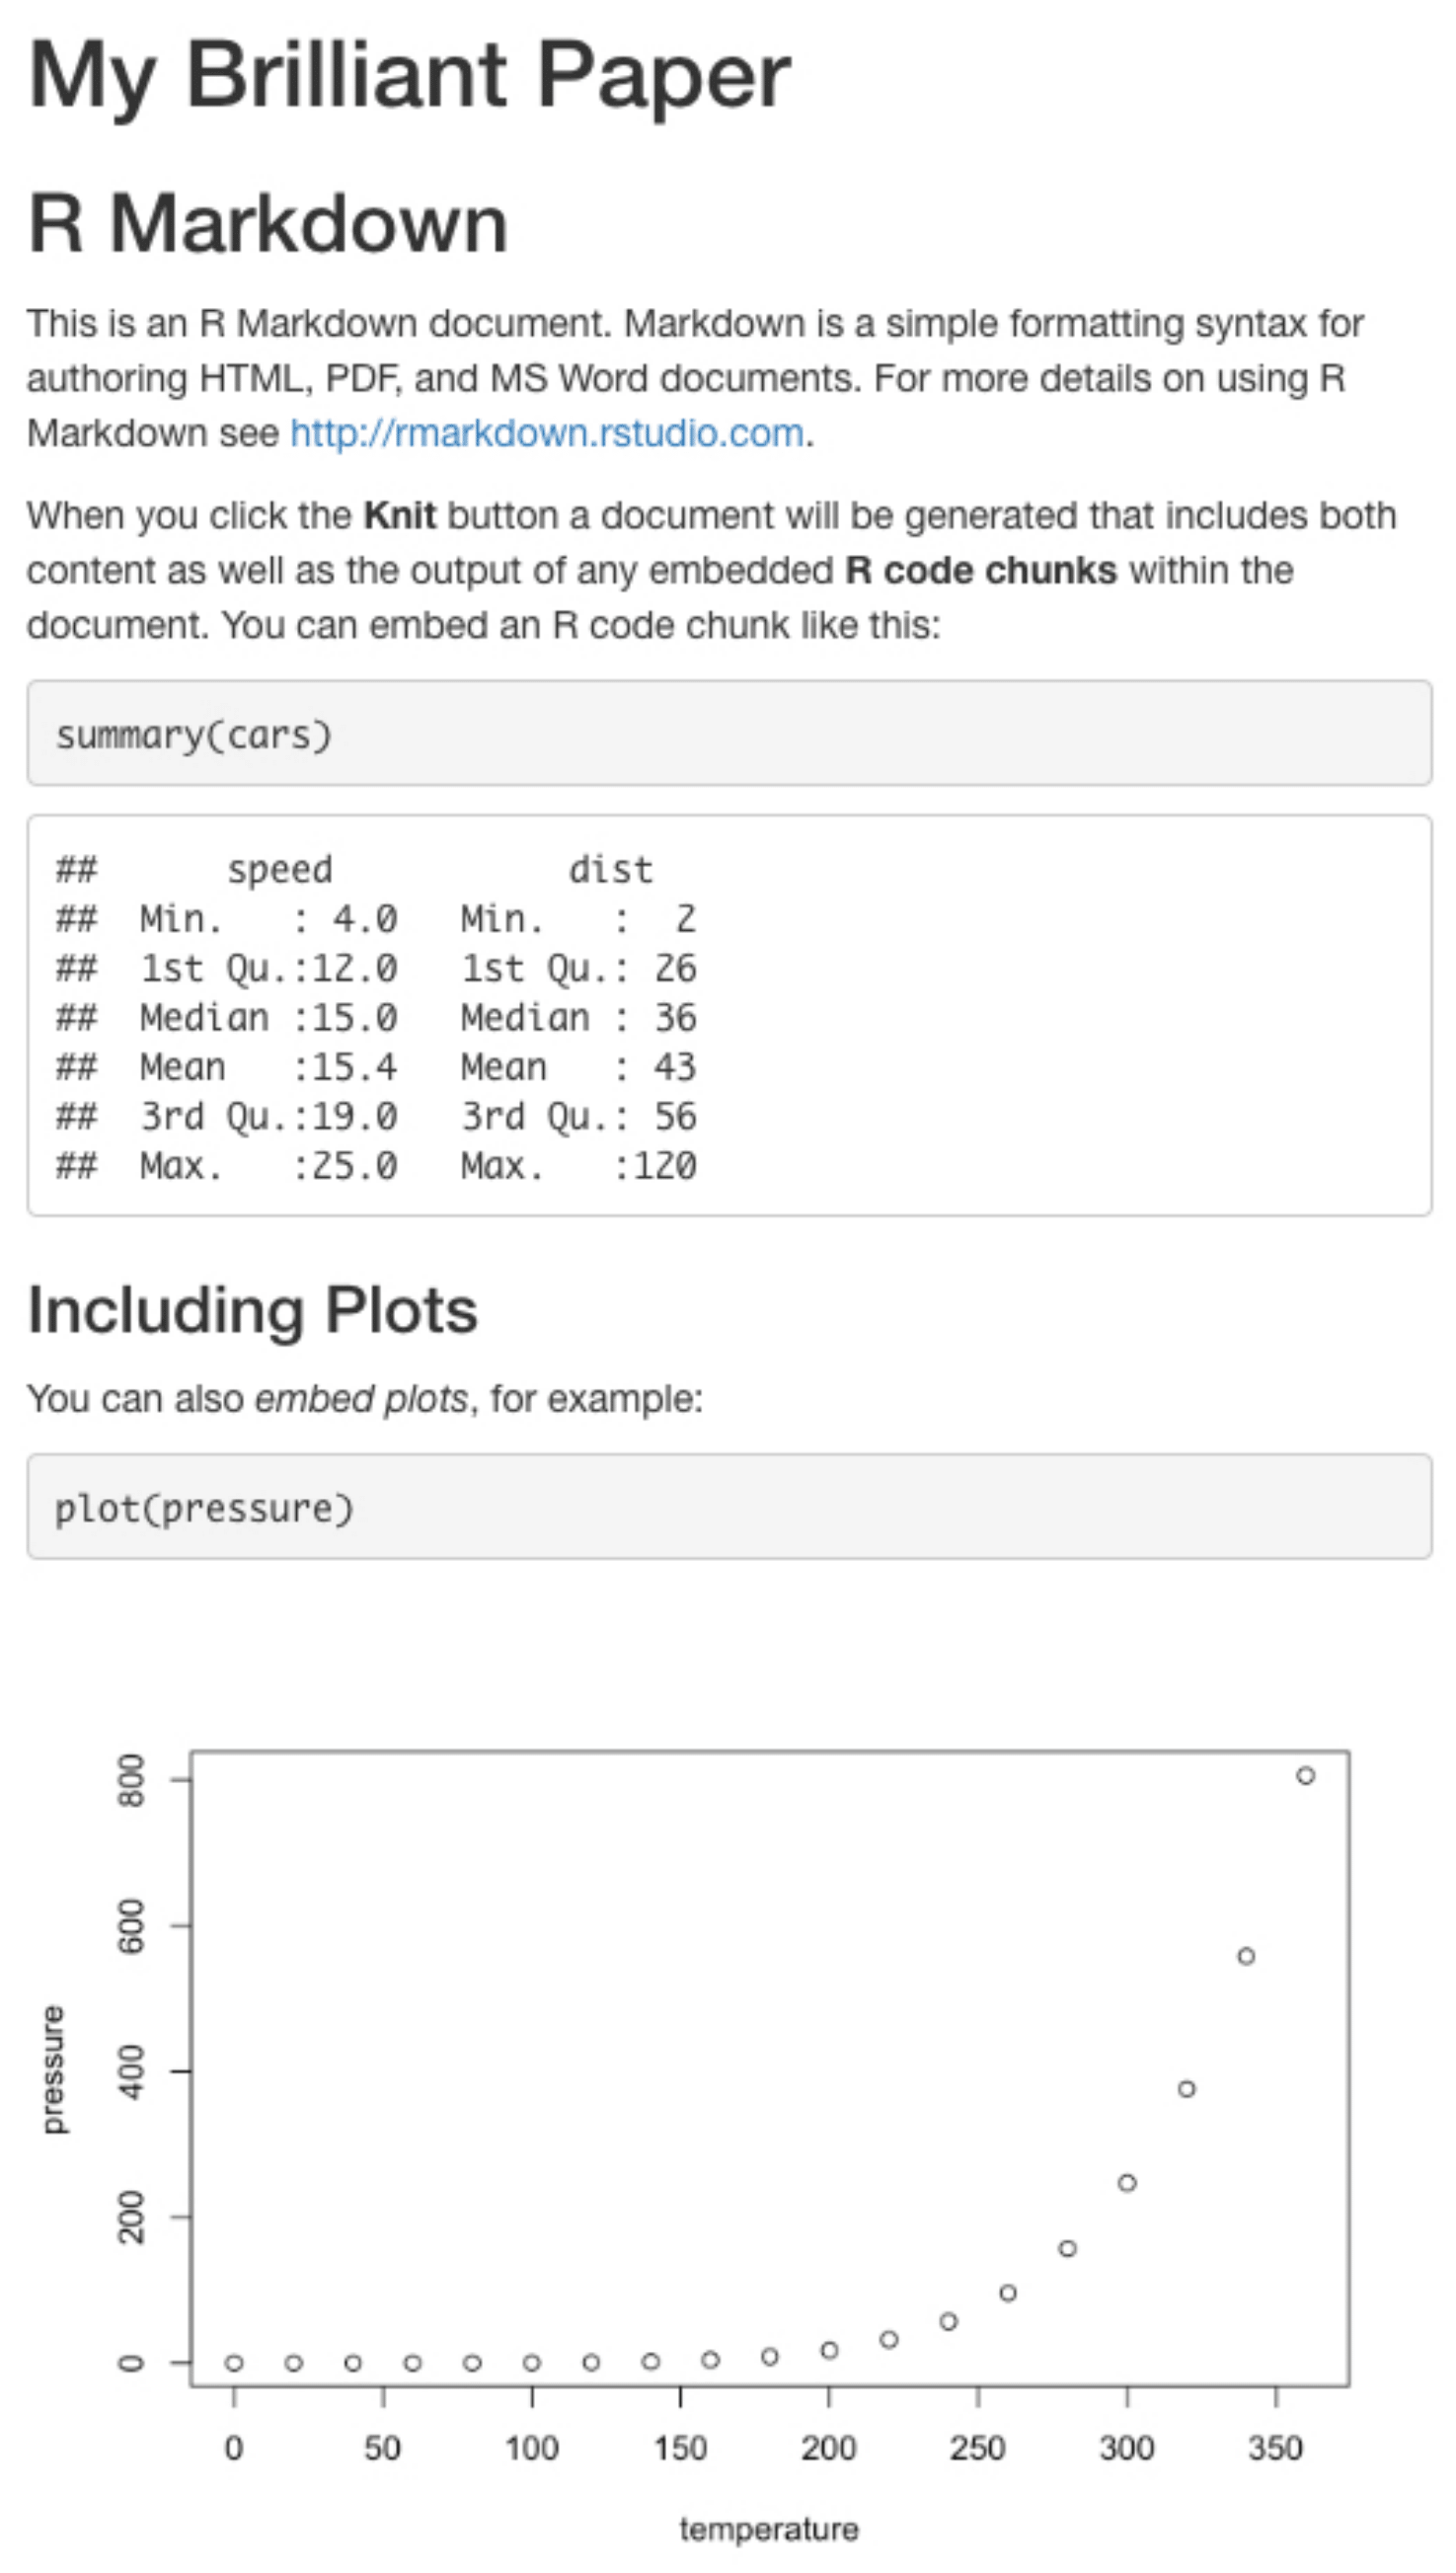 My Brilliant Paper
R Markdown
This is an R Markdown document. Markdown is a simple formatting syntax for
authoring HTML, PDF, and MS Word documents. For more details on using R
Markdown see http://rmarkdown.rstudio.com.
When you click the Knit button a document will be generated that includes both
content as well as the output of any embedded R code chunks within the
document. You can embed an R code chunk like this:
summary(cars)
##      speed           dist
##  Min.   : 4.0   Min.   :  2
##  1st Qu.:12.0   1st Qu.: 26
##  Median :15.0   Median : 36
##  Mean   :15.4   Mean   : 43
##  3rd Qu.:19.0   3rd Qu.: 56
##  Max.   :25.0   Max.   :120
Including Plots
You can also embed plots, for example:
plot(pressure)
800
600
400
200
0
pressure
0 50 100 150 200 250 300 350
temperature